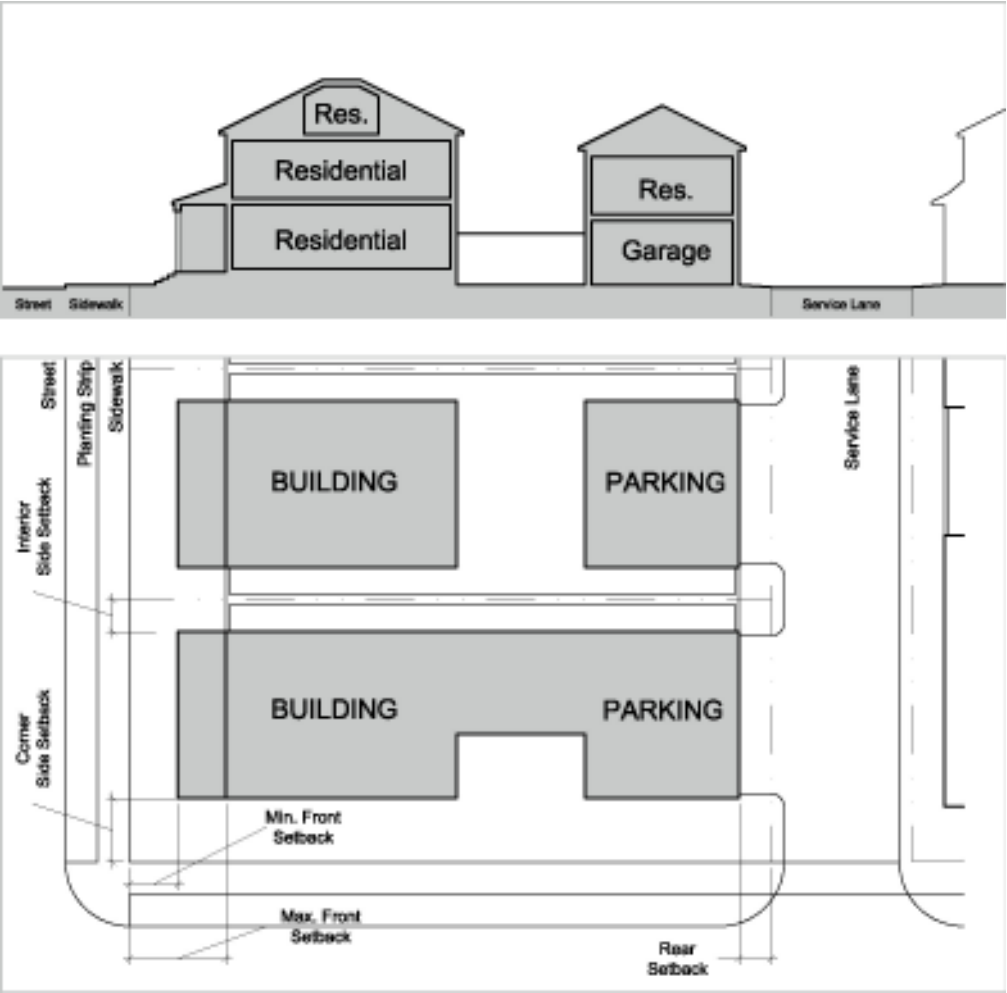 Res.
Residential
Res.
Residential
Garage
Street
Sidewalk
Service Lane
Street
Planting Strip
Sidewalk
Service Lane
BUILDING
PARKING
Interior
Side Setback
Corner
Side Setback
BUILDING
PARKING
Min. Front
Setback
Max. Front
Setback
Rear
Setback